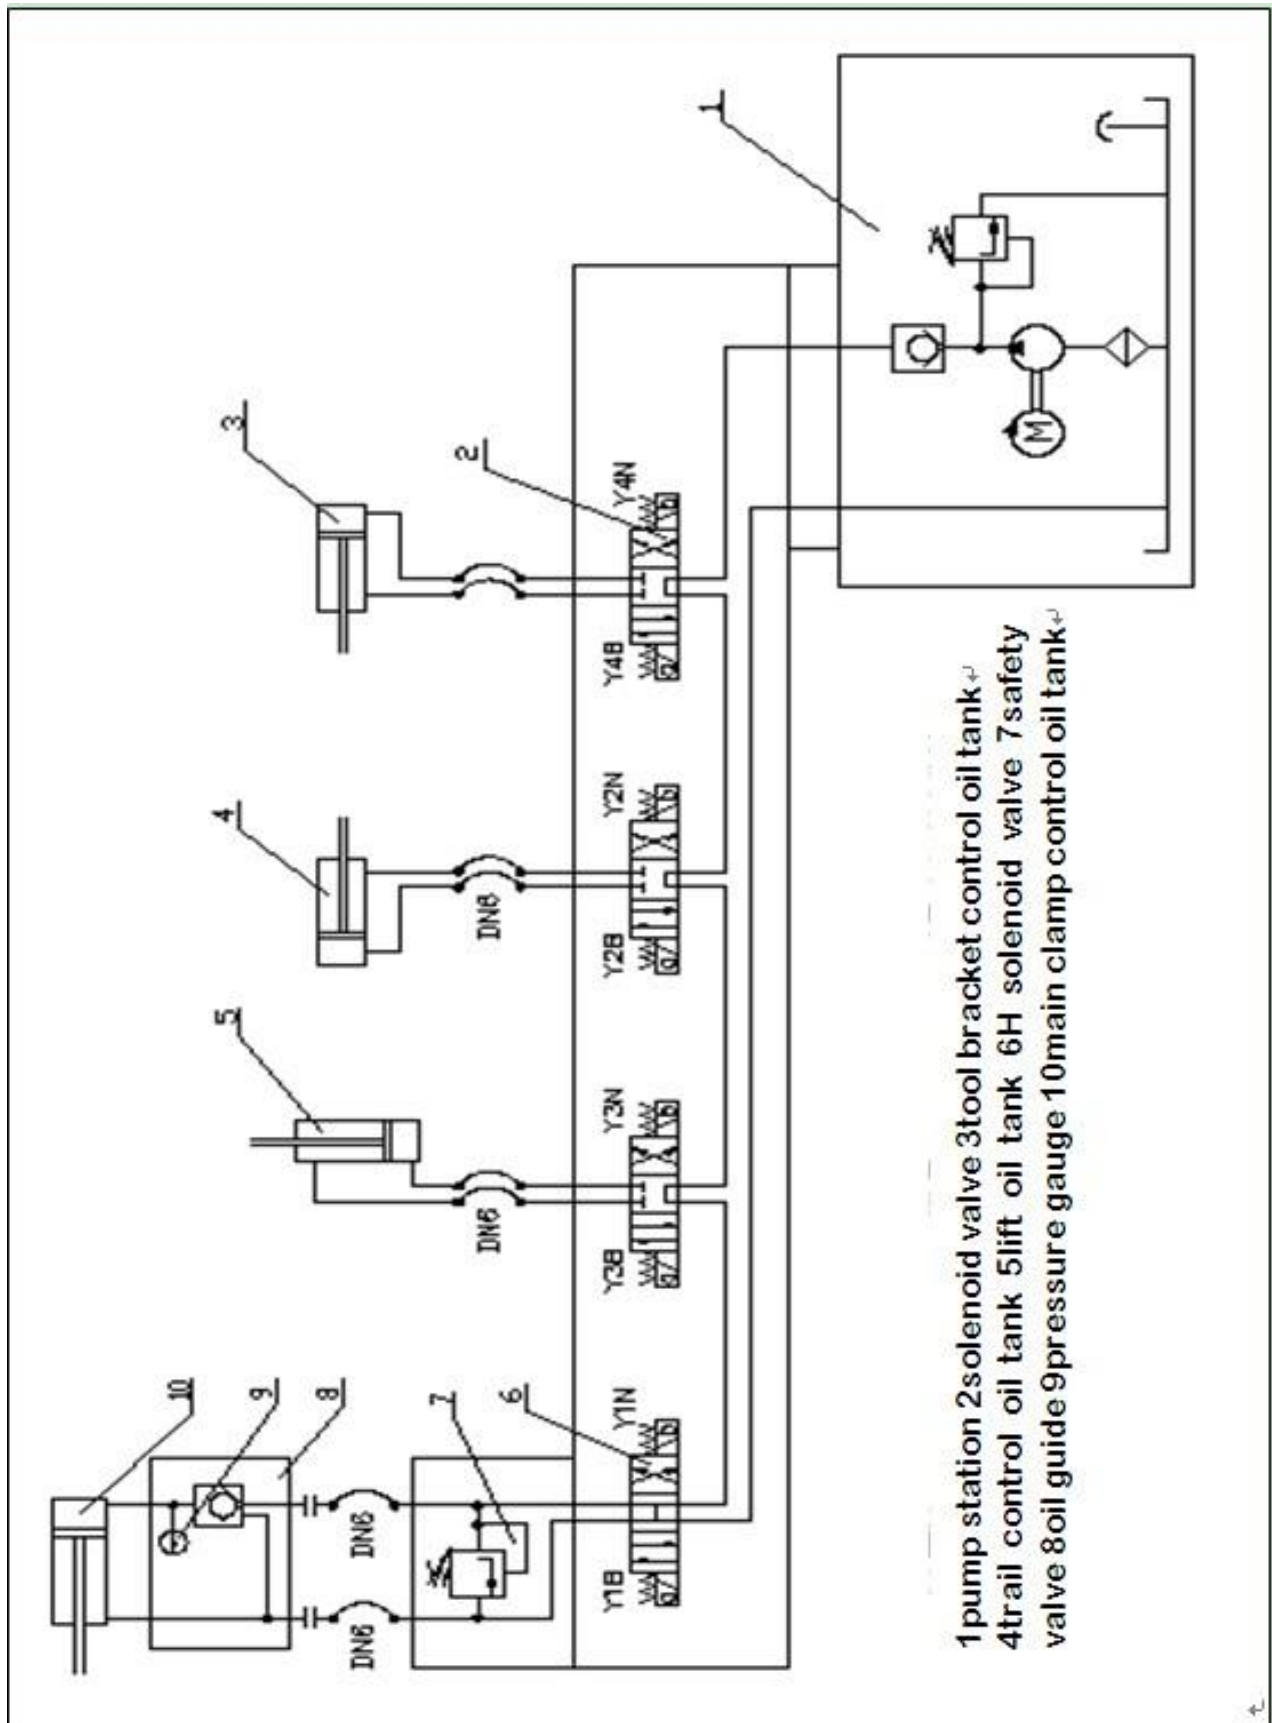 10
5 4 3
9
8
DN6 DN6
7 2
DN6 DN6
6
Y1B Y1N Y3B Y3N Y2B Y2N Y4B Y4N
1
M
1pump station 2solenoid valve 3tool bracket control oil tank
4trail control oil tank 5lift oil tank 6H solenoid valve 7safety
valve 8oil guide 9pressure gauge 10main clamp control oil tank